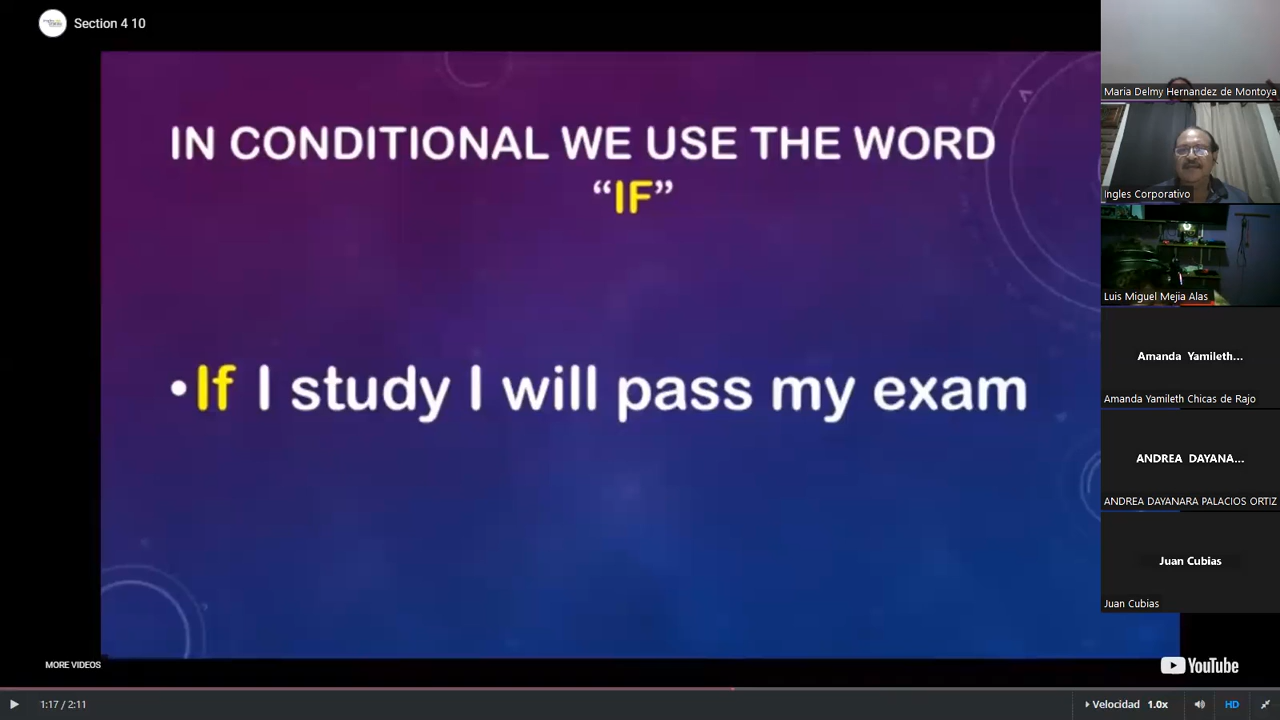 Section 4 10
IN CONDITIONAL WE USE THE WORD
“IF”
•If I study I will pass my exam
MORE VIDEOS
YouTube
1:17 / 2:11
Velocidad 1.0x
HD
Maria Delmy Hernandez de Montoya
Ingles Corporativo
Luis Miguel Mejia Alas
Amanda Yamileth...
Amanda Yamileth Chicas de Rajo
ANDREA DAYANA...
ANDREA DAYANARA PALACIOS ORTIZ
Juan Cubias
Juan Cubias